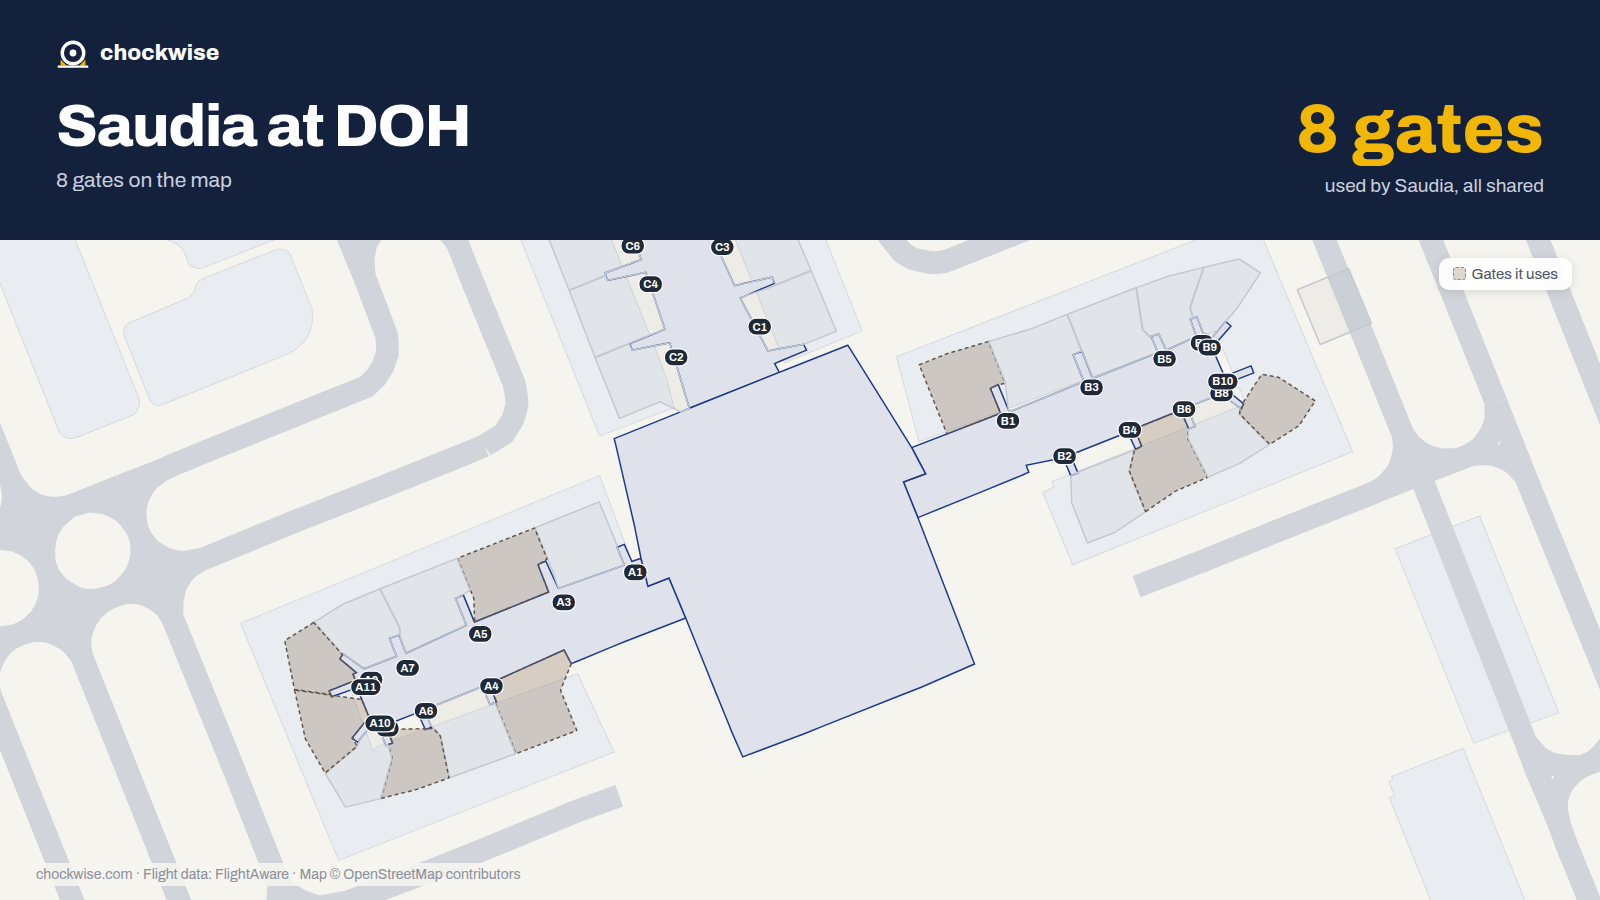 chockwise
Saudia at DOH
8 gates on the map
8 gates
used by Saudia, all shared
Gates it uses
C6
C3
C4
C1
C2
B5
B9
B3
B10
B8
B6
B1
B4
B2
A1
A3
A5
A7
A11
A4
A6
A10
chockwise.com · Flight data: FlightAware · Map © OpenStreetMap contributors